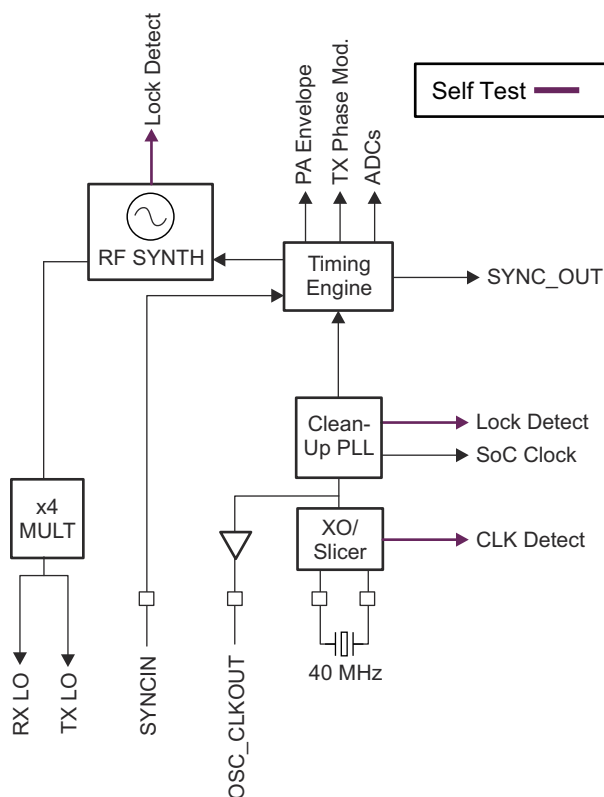 Lock Detect
Self Test
PA Envelope
TX Phase Mod.
ADCs
RF SYNTH
Timing
Engine
SYNC_OUT
Clean-
Up PLL
Lock Detect
SoC Clock
x4
MULT
XO/
Slicer
CLK Detect
40 MHz
RX LO
TX LO
SYNCIN
OSC_CLKOUT